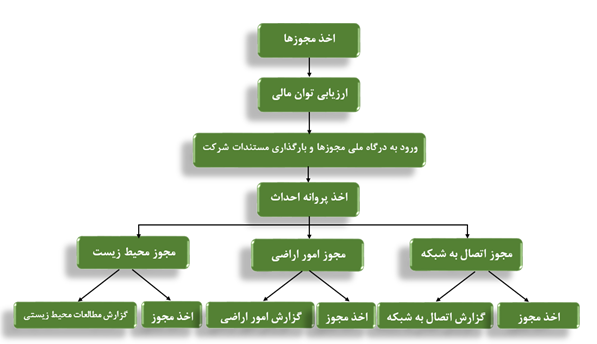 اخذ مجوزها
ارزیابی توان مالی
ورود به درگاه ملی مجوزها و بارگذاری مستندات شرکت
اخذ پروانه احداث
مجوز اتصال به شبکه
مجوز امور اراضی
مجوز محیط زیست
اخذ مجوز
گزارش اتصال به شبکه
اخذ مجوز
گزارش امور اراضی
اخذ مجوز
گزارش مطالعات محیط زیستی